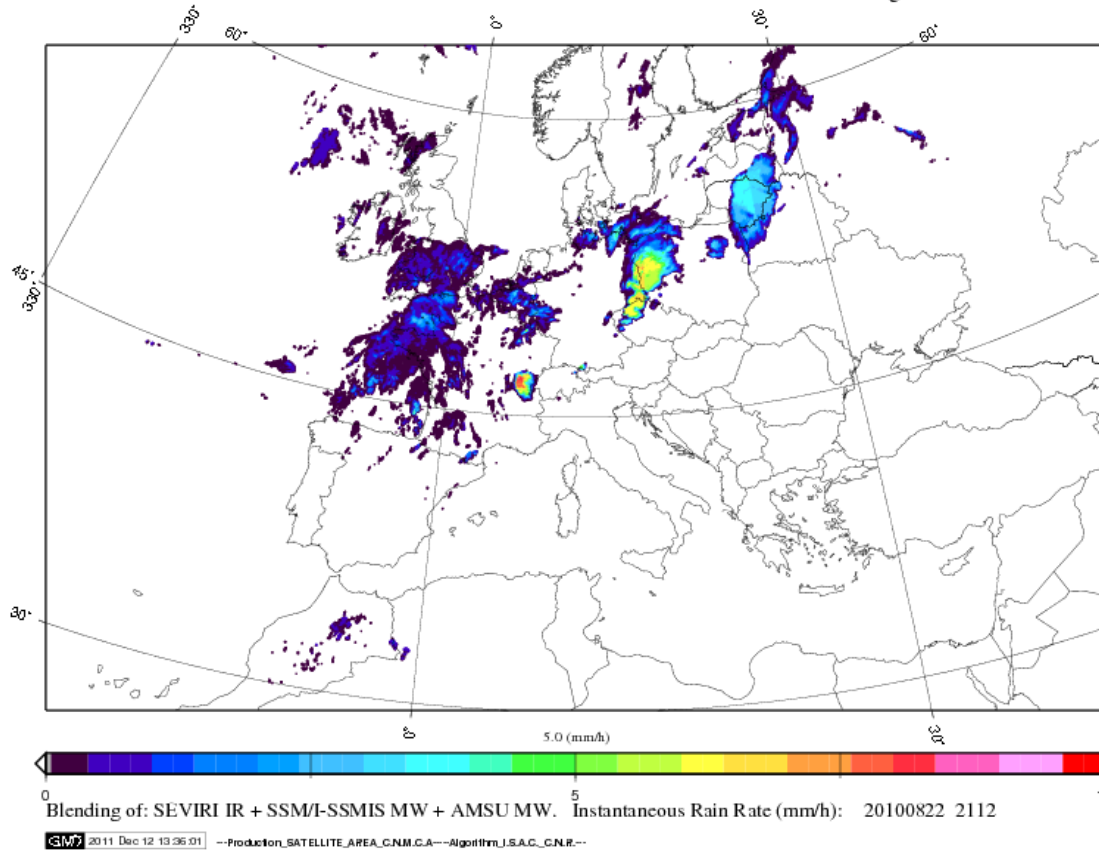 330° 60° 0° 30° 60°
45°
330°
30°
0° 30°
5.0 (mm/h)
0 5 1
Blending of: SEVIRI IR + SSM/I-SSMIS MW + AMSU MW. Instantaneous Rain Rate (mm/h): 20100822 2112
GMD 2011 Dec 12 13:36:01 ---Production_SATELLITE_AREA_C.N.M.C.A----Algorithm_I.S.A.C._C.N.R.---